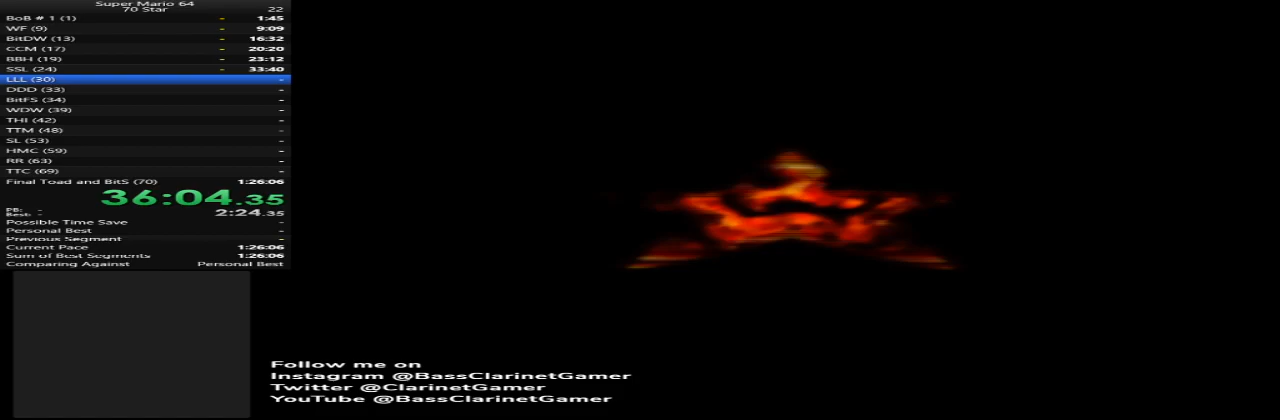 Super Mario 64
70 Star 22
BoB # 1 (1) - 1:45
WF (9) - 9:09
BitDW (13) - 16:32
CCM (17) - 20:20
BBH (19) - 23:12
SSL (24) - 33:40
LLL (30) -
DDD (33) -
BitFS (34) -
WDW (39) -
THI (42) -
TTM (48) -
SL (53) -
HMC (59) -
RR (63) -
TTC (69) -
Final Toad and BitS (70) 1:26:06
36:04.35
PB: -
Best: - 2:24.35
Possible Time Save -
Personal Best -
Previous Segment -
Current Pace 1:26:06
Sum of Best Segments 1:26:06
Comparing Against Personal Best
Follow me on
Instagram @BassClarinetGamer
Twitter @ClarinetGamer
YouTube @BassClarinetGamer